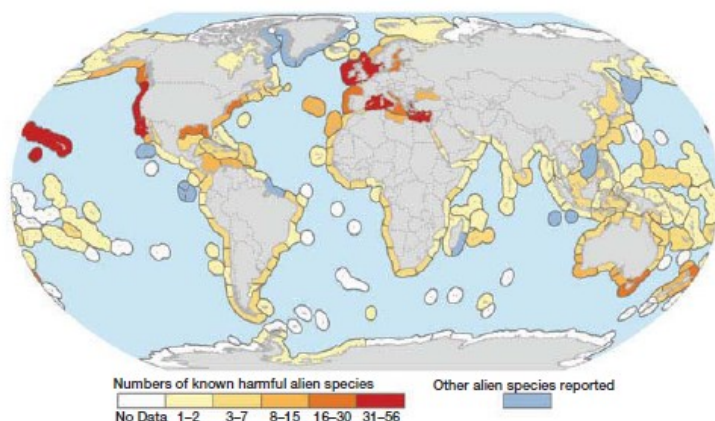 Numbers of known harmful alien species
Other alien species reported
No Data 1–2 3–7 8–15 16–30 31–56